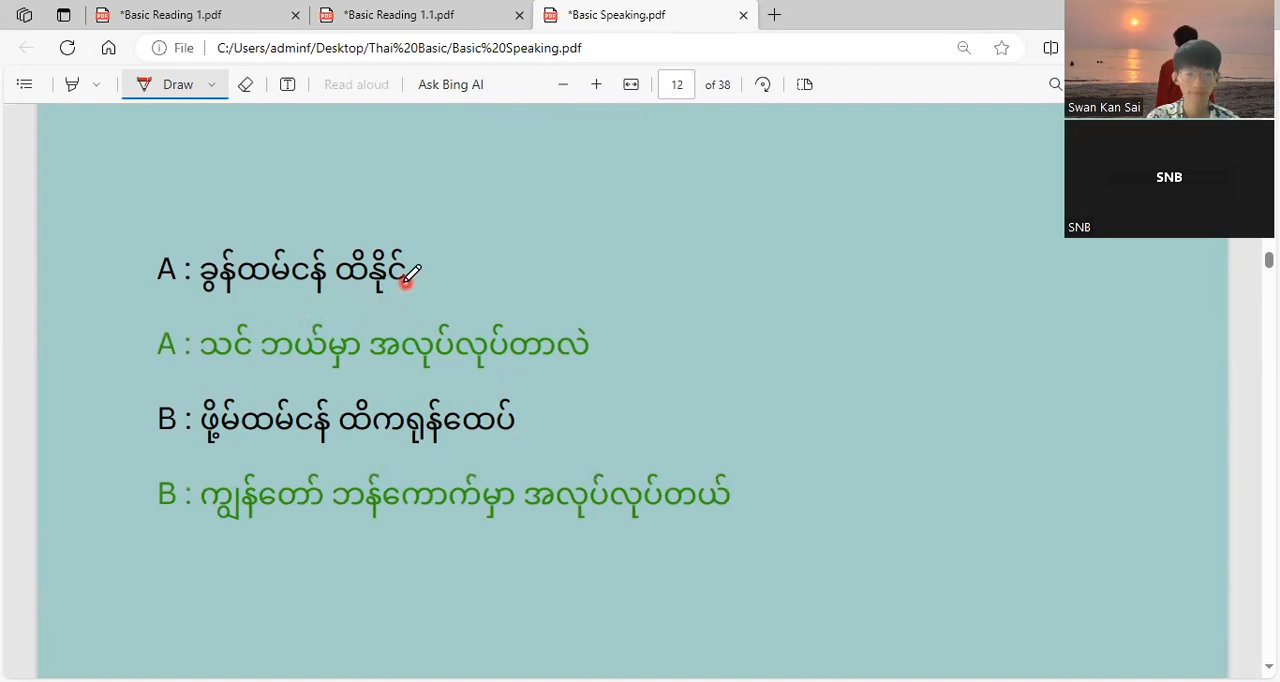 *Basic Reading 1.pdf
*Basic Reading 1.1.pdf
*Basic Speaking.pdf
File
C:/Users/adminf/Desktop/Thai%20Basic/Basic%20Speaking.pdf
Draw
Read aloud
Ask Bing AI
12 of 38
Swan Kan Sai
SNB
SNB
A : ခွန်ထမ်ငန် ထိနိုင်
A : သင် ဘယ်မှာ အလုပ်လုပ်တာလဲ
B : ဖို့မ်ထမ်ငန် ထိကရုန်ထေပ်
B : ကျွန်တော် ဘန်ကောက်မှာ အလုပ်လုပ်တယ်